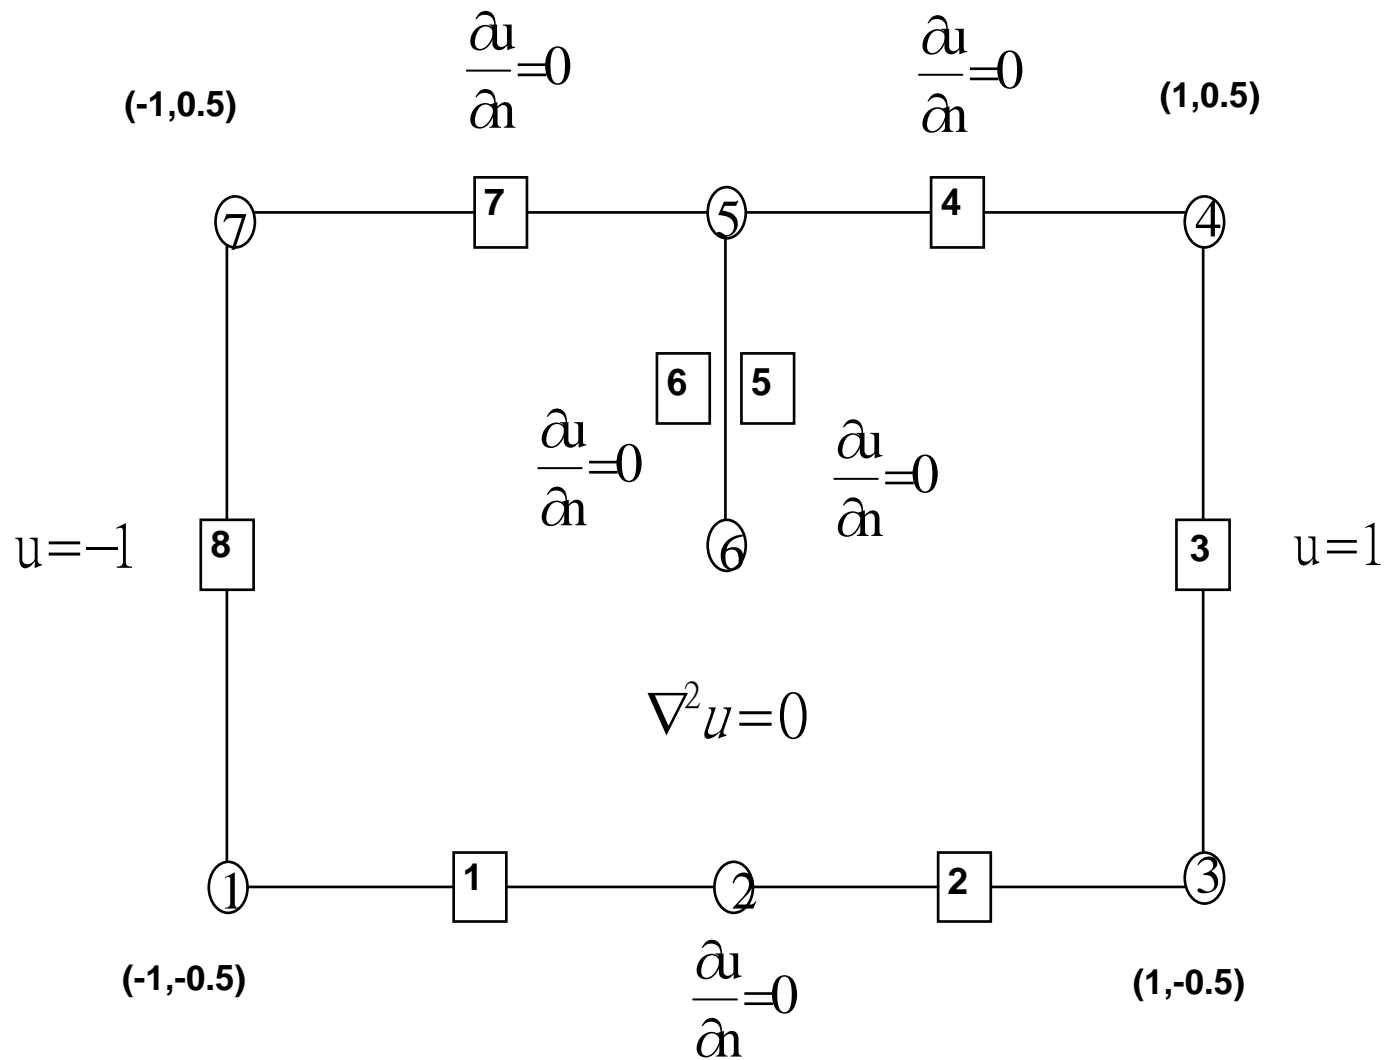 ∂u/∂n=0
∂u/∂n=0
(-1,0.5)
(1,0.5)
7
7
5
4
4
6
5
∂u/∂n=0
∂u/∂n=0
u=−1
8
6
3
u=1
∇²u=0
1
1
2
2
3
(-1,-0.5)
∂u/∂n=0
(1,-0.5)